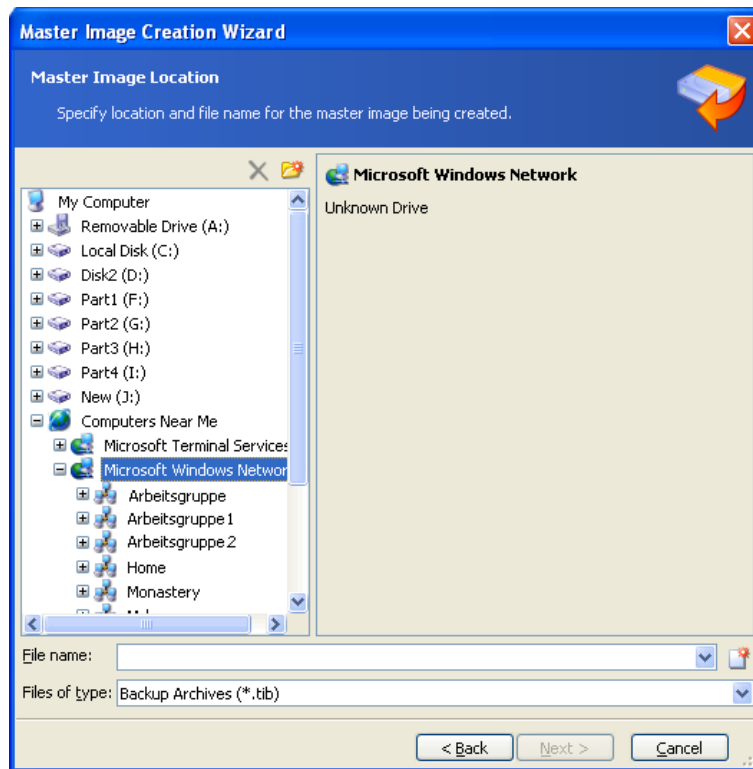 Master Image Creation Wizard
Master Image Location
Specify location and file name for the master image being created.
My Computer
Removable Drive (A:)
Local Disk (C:)
Disk2 (D:)
Part1 (F:)
Part2 (G:)
Part3 (H:)
Part4 (I:)
New (J:)
Computers Near Me
Microsoft Terminal Services
Microsoft Windows Networ
Arbeitsgruppe
Arbeitsgruppe1
Arbeitsgruppe2
Home
Monastery
Microsoft Windows Network
Unknown Drive
File name:
Files of type: Backup Archives (*.tib)
< Back Next > Cancel